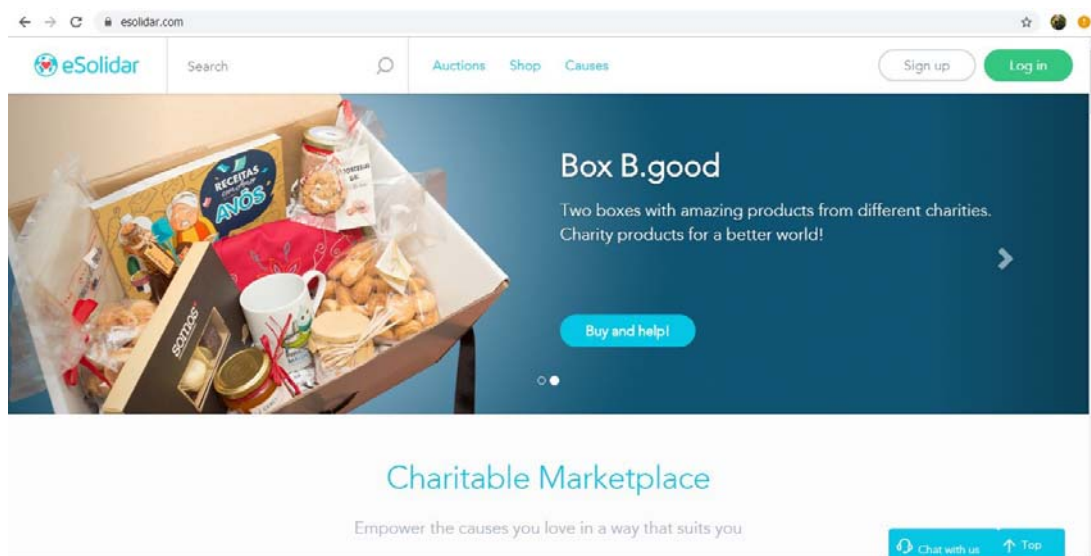 esolidar.com
eSolidar
Search
Auctions
Shop
Causes
Sign up
Log in
RECEITAS
AVÓS
somos
Box B.good
Two boxes with amazing products from different charities.
Charity products for a better world!
Buy and help!
Charitable Marketplace
Empower the causes you love in a way that suits you
Chat with us
Top